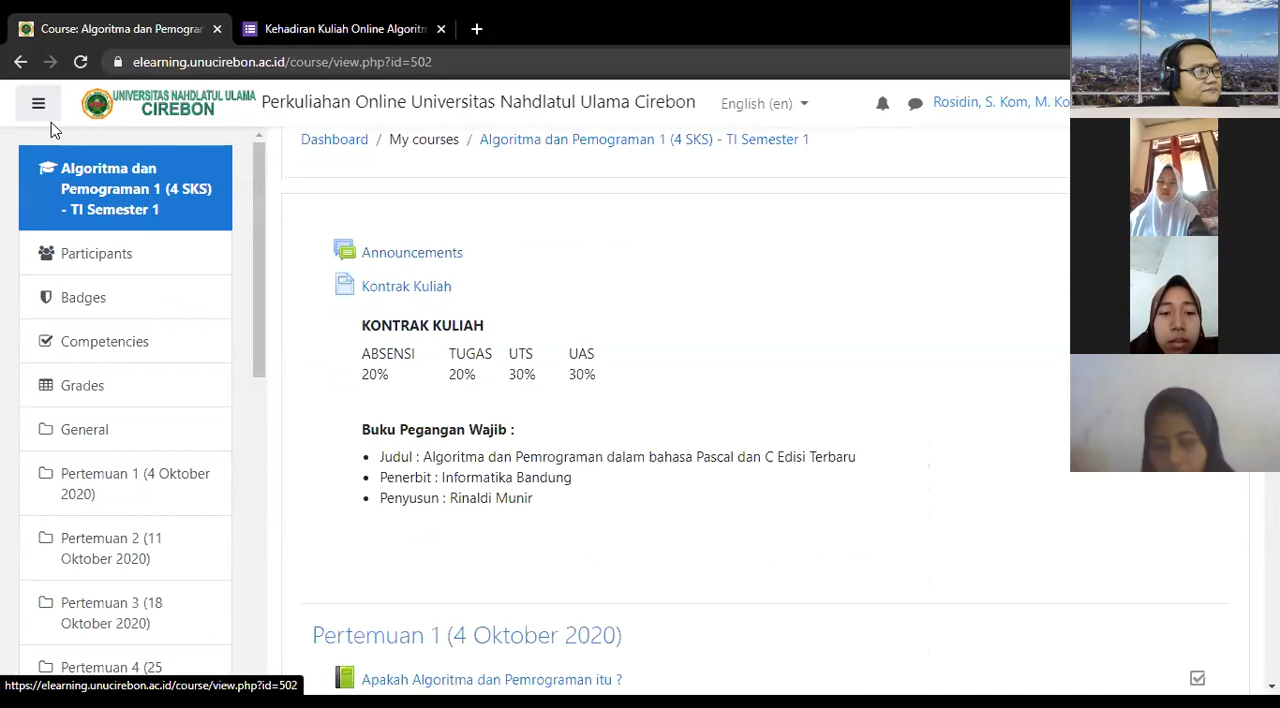 Course: Algoritma dan Pemogra
Kehadiran Kuliah Online Algorit
elearning.unucirebon.ac.id/course/view.php?id=502
UNIVERSITAS NAHDLATUL ULAMA
CIREBON
Perkuliahan Online Universitas Nandlatul Ulama Cirebon
English (en)
Rosidin, S. Kom, M. Ko
Dashboard / My courses / Algoritma dan Pemograman 1 (4 SKS) - TI Semester 1
Algoritma dan
Pemograman 1 (4 SKS)
- TI Semester 1
Participants
Badges
Competencies
Grades
General
Pertemuan 1 (4 Oktober
2020)
Pertemuan 2 (11
Oktober 2020)
Pertemuan 3 (18
Oktober 2020)
Pertemuan 4 (25
Announcements
Kontrak Kuliah
KONTRAK KULIAH
ABSENSI TUGAS UTS UAS
20% 20% 30% 30%
Buku Pegangan Wajib :
Judul : Algoritma dan Pemrograman dalam bahasa Pascal dan C Edisi Terbaru
Penerbit : Informatika Bandung
Penyusun : Rinaldi Munir
Pertemuan 1 (4 Oktober 2020)
Apakah Algoritma dan Pemrograman itu ?
https://elearning.unucirebon.ac.id/course/view.php?id=502